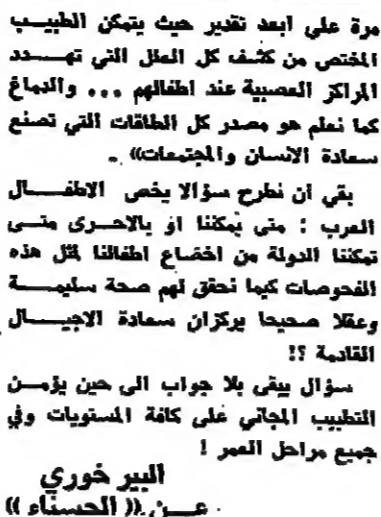 مرة على ابعد تقدير حيث يتمكن الطبيب
المختص من كشف كل العلل التي تهدد
المراكز العصبية عند اطفالهم ... والدماغ
كما نعلم هو مصدر كل الطاقات التي تصنع
سعادة الانسان والمجتمعات)) .
بقي ان نطرح سؤالا يخص الاطفال
العرب : متى يمكننا او بالاحرى متى
تمكننا الدولة من اخضاع اطفالنا لمثل هذه
الفحوصات كيما نحقق لهم صحة سليمة
وعقلا صحيحا يركزان سعادة الاجيال
القادمة ؟!
سؤال يبقى بلا جواب الى حين يؤمن
التطبيب المجاني على كافة المستويات وفي
جميع مراحل العمر !
البير خوري
عن (( الحسناء ))